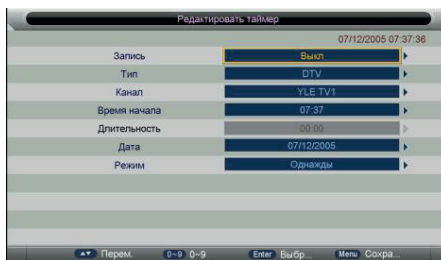 Редактировать таймер
07/12/2005 07:37:36
Запись Выкл
Тип DTV
Канал YLE TV1
Время начала 07:37
Длительность 00:00
Дата 07/12/2005
Режим Однажды
▲▼ Перем. 0~9 0~9 Enter Выбр... Menu Сохра...